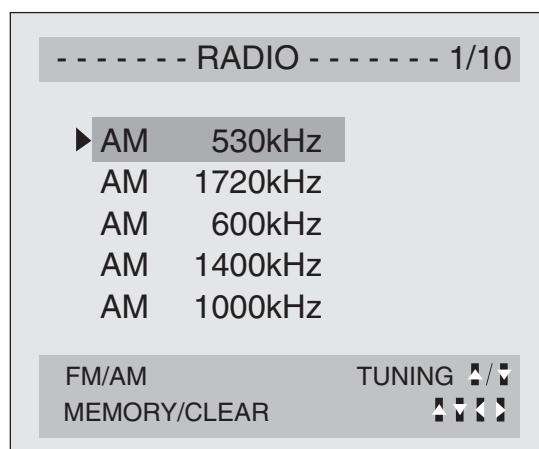 - - - - - - - RADIO - - - - - - - 1/10
AM 530kHz
AM 1720kHz
AM 600kHz
AM 1400kHz
AM 1000kHz
FM/AM TUNING ▲/▼
MEMORY/CLEAR ▲ ▼ ◀ ▶